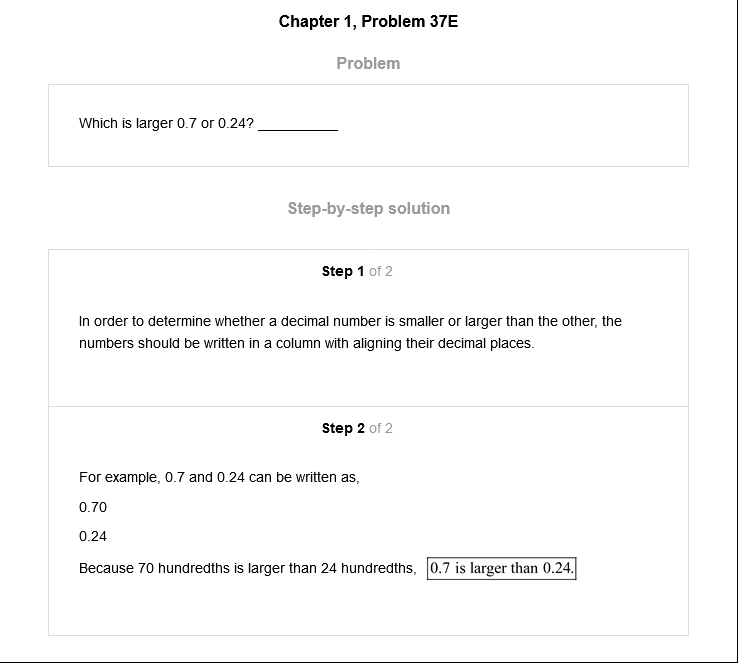 Chapter 1, Problem 37E
Problem
Which is larger 0.7 or 0.24? __________
Step-by-step solution
Step 1 of 2
In order to determine whether a decimal number is smaller or larger than the other, the
numbers should be written in a column with aligning their decimal places.
Step 2 of 2
For example, 0.7 and 0.24 can be written as,
0.70
0.24
Because 70 hundredths is larger than 24 hundredths, 0.7 is larger than 0.24.